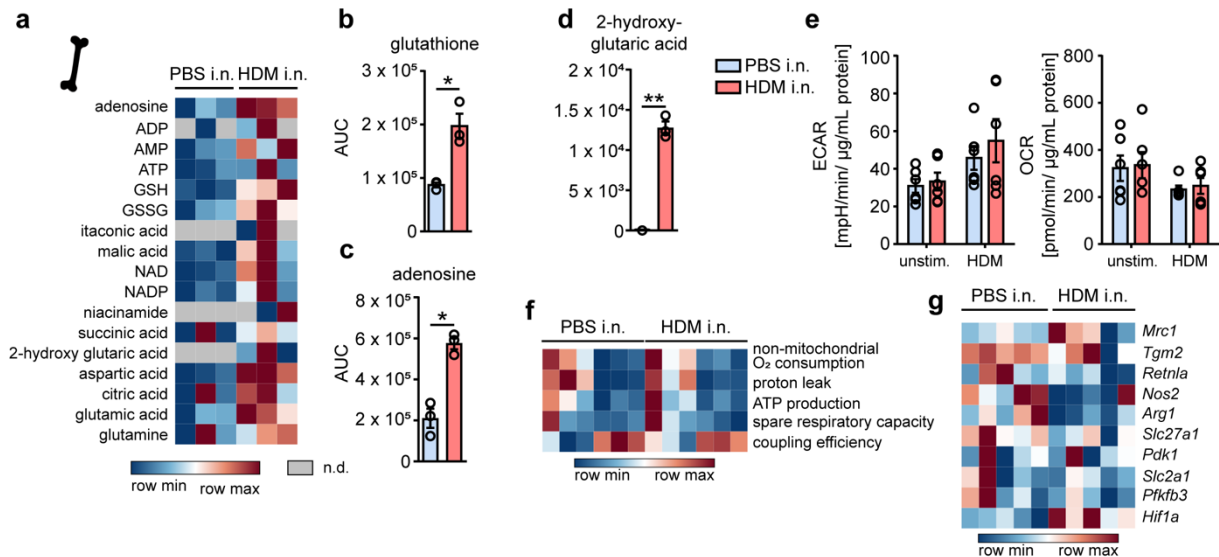 a
PBS i.n. HDM i.n.
adenosine
ADP
AMP
ATP
GSH
GSSG
itaconic acid
malic acid
NAD
NADP
niacinamide
succinic acid
2-hydroxy glutaric acid
aspartic acid
citric acid
glutamic acid
glutamine
row min row max
n.d.
b
glutathione
AUC
3 x 10⁵
2 x 10⁵
1 x 10⁵
0
*
c
adenosine
AUC
8 x 10⁵
6 x 10⁵
4 x 10⁵
2 x 10⁵
0
*
d
2-hydroxy-
glutaric acid
2 x 10⁴
2 x 10⁴
1 x 10⁴
5 x 10³
0
**
PBS i.n.
HDM i.n.
e
ECAR
[mpH/min/ µg/mL protein]
100
80
60
40
20
0
unstim. HDM
OCR
[pmol/min/ µg/mL protein]
800
600
400
200
0
unstim. HDM
f
PBS i.n. HDM i.n.
non-mitochondrial
O₂ consumption
proton leak
ATP production
spare respiratory capacity
coupling efficiency
row min row max
g
PBS i.n. HDM i.n.
Mrc1
Tgm2
Retnla
Nos2
Arg1
Slc27a1
Pdk1
Slc2a1
Pfkfb3
Hif1a
row min row max